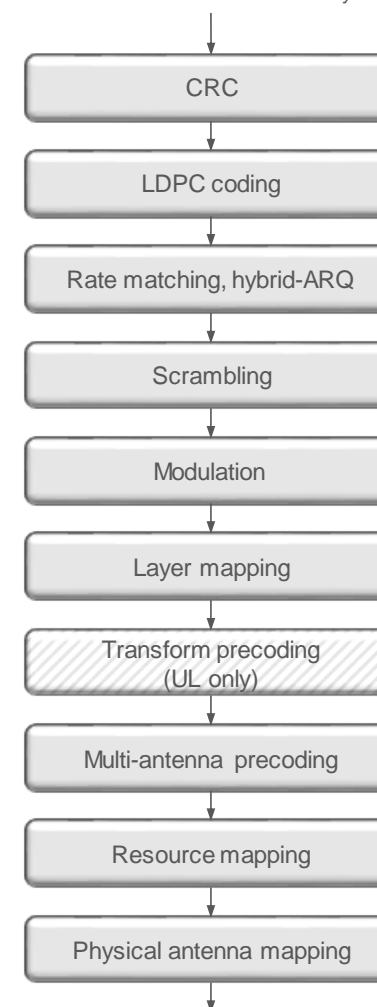 CRC
LDPC coding
Rate matching, hybrid-ARQ
Scrambling
Modulation
Layer mapping
Transform precoding
(UL only)
Multi-antenna precoding
Resource mapping
Physical antenna mapping